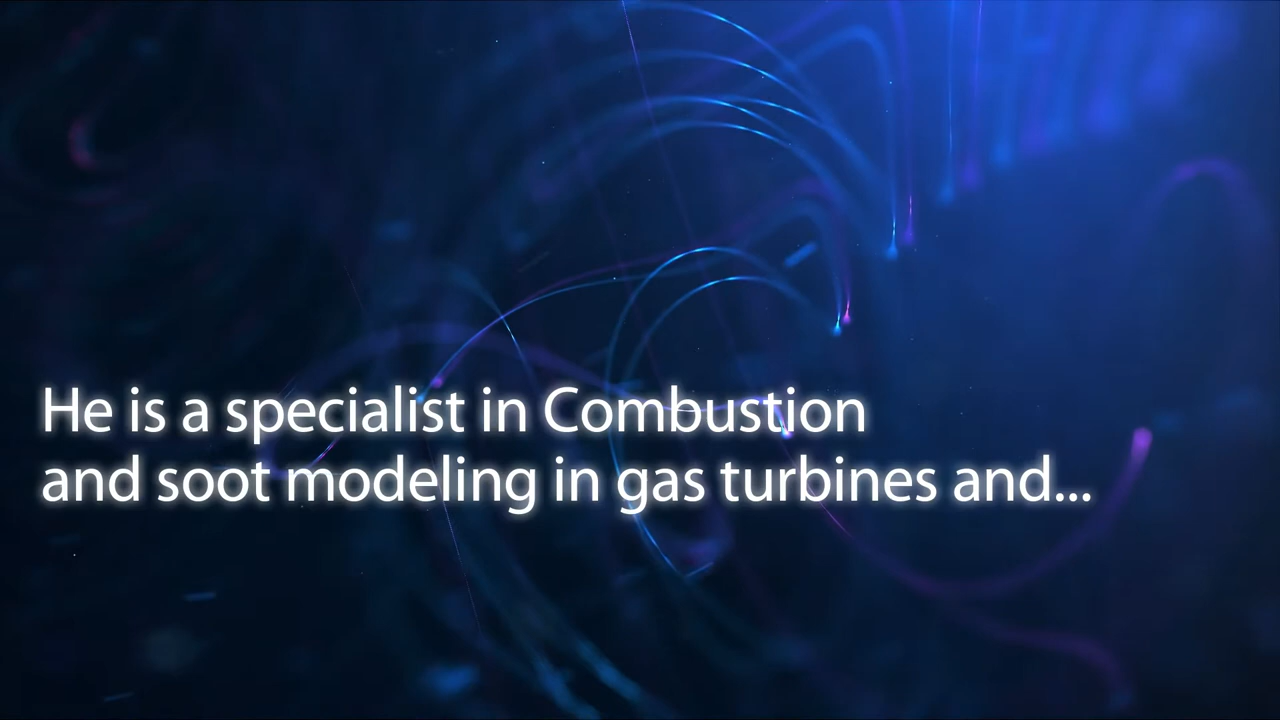 He is a specialist in Combustion
and soot modeling in gas turbines and...